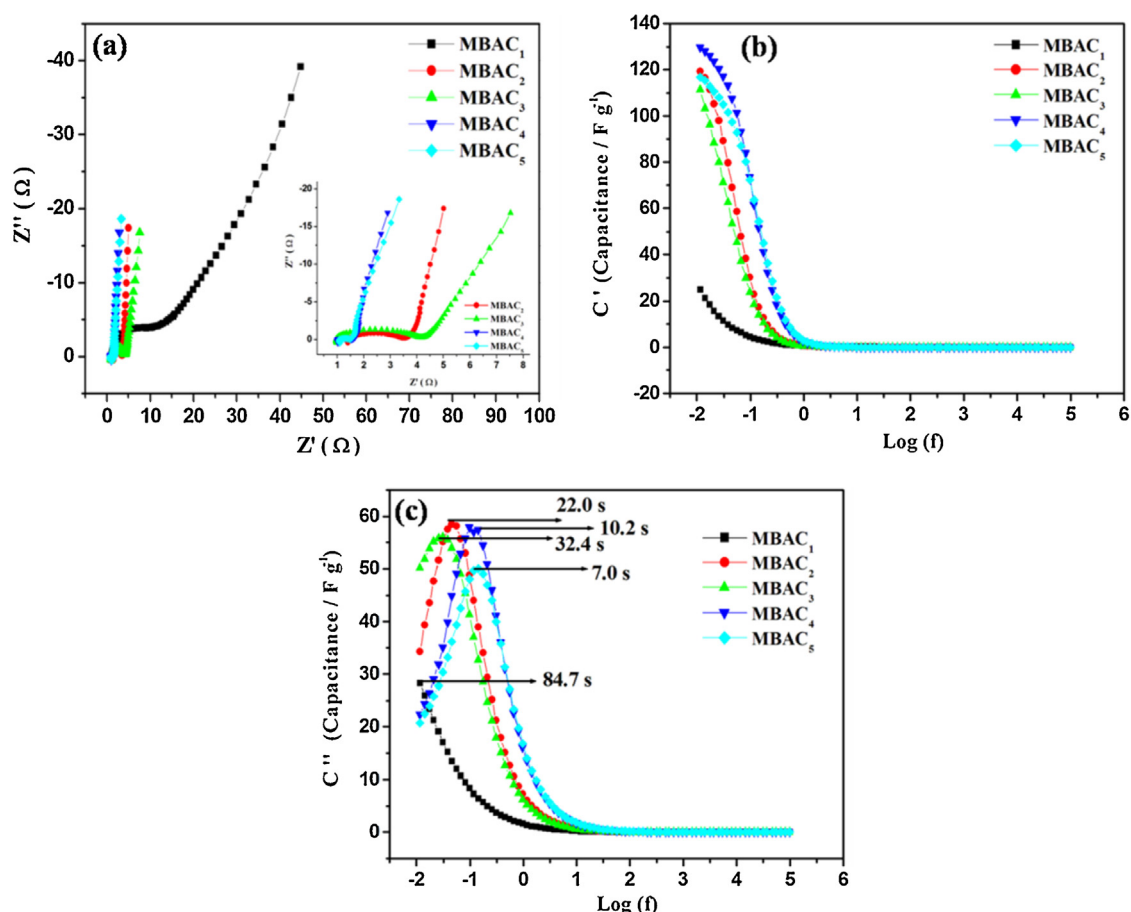 (a)
MBAC1
MBAC2
MBAC3
MBAC4
MBAC5
Z'' (Ω)
-40
-30
-20
-10
0
0 10 20 30 40 50 60 70 80 90 100
Z' (Ω)
-20
-15
-10
-5
0
Z'' (Ω)
MBAC2
MBAC3
MBAC4
MBAC5
0 1 2 3 4 5 6 7 8
Z' (Ω)
(b)
MBAC1
MBAC2
MBAC3
MBAC4
MBAC5
C' (Capacitance / F g-1)
140
120
100
80
60
40
20
0
-20
-2 -1 0 1 2 3 4 5 6
Log (f)
(c)
22.0 s
10.2 s
32.4 s
7.0 s
84.7 s
MBAC1
MBAC2
MBAC3
MBAC4
MBAC5
C'' (Capacitance / F g-1)
60
50
40
30
20
10
0
-2 -1 0 1 2 3 4 5 6
Log (f)